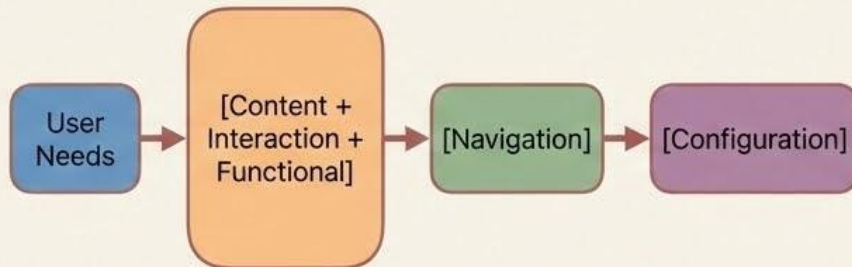 User
Needs
[Content +
Interaction +
Functional]
[Navigation]
[Configuration]